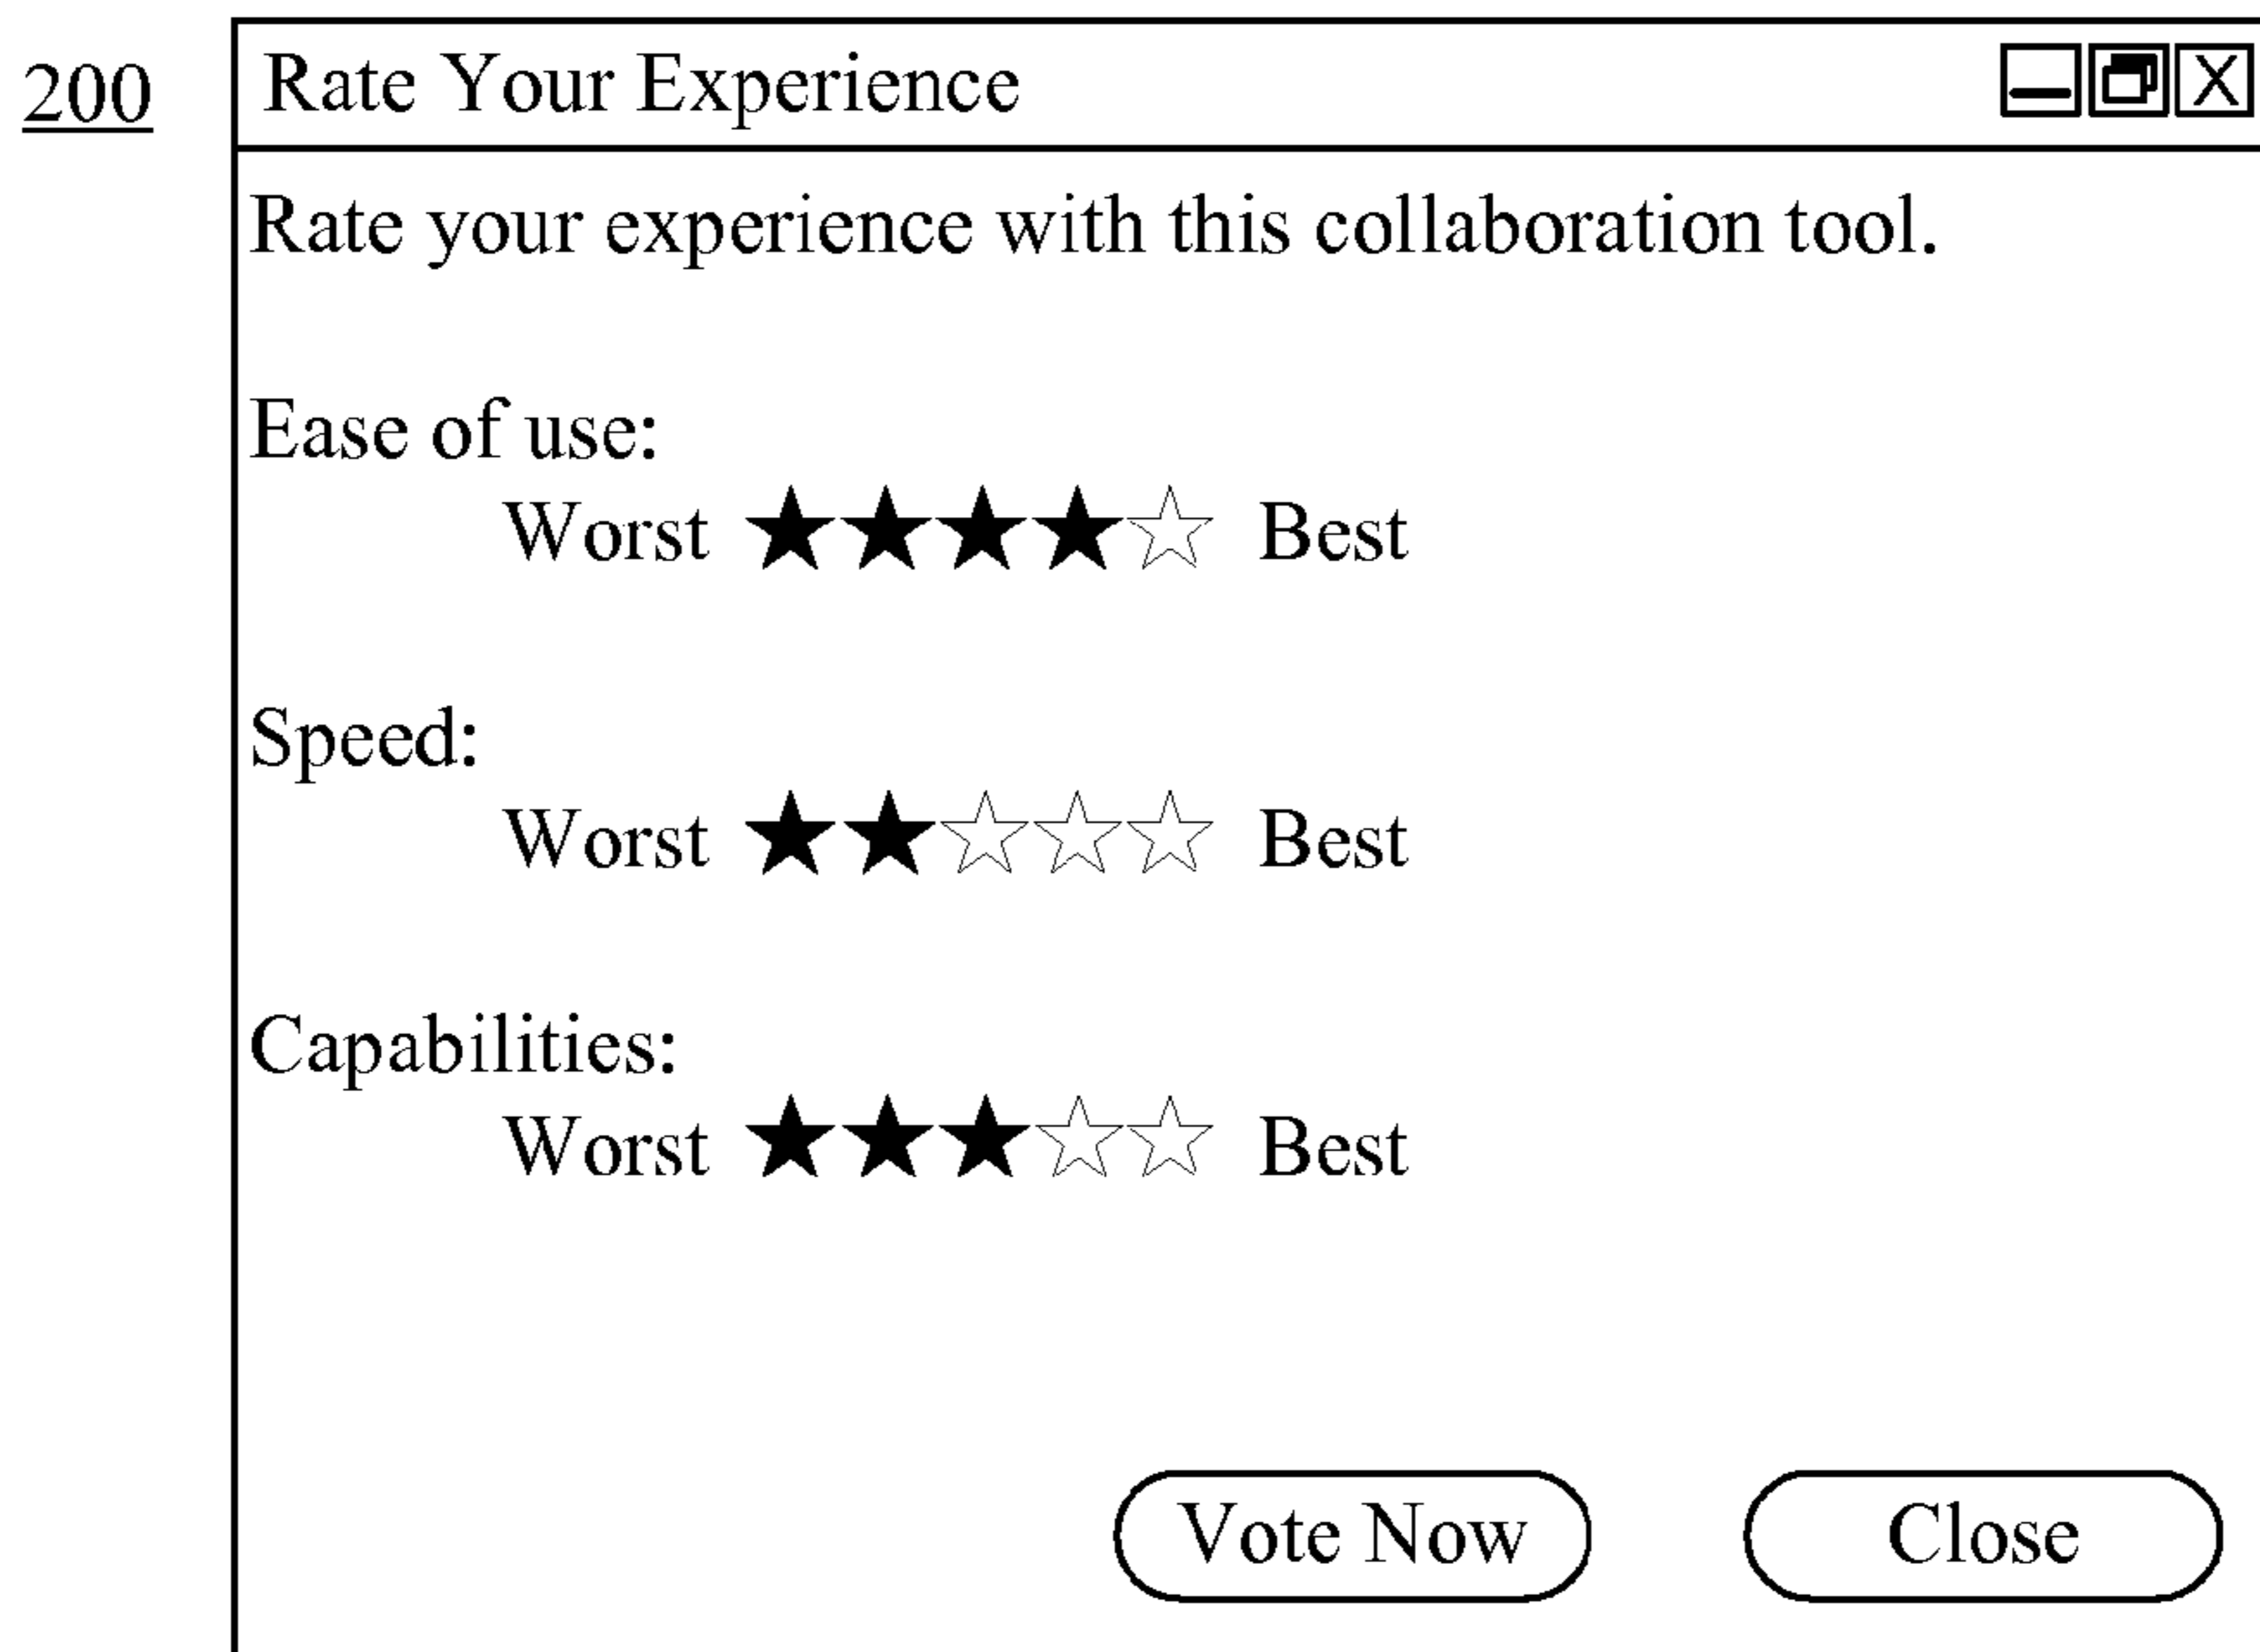 200
Rate Your Experience
Rate your experience with this collaboration tool.
Ease of use:
Worst ★★★★☆ Best
Speed:
Worst ★★☆☆☆ Best
Capabilities:
Worst ★★★☆☆ Best
Vote Now Close